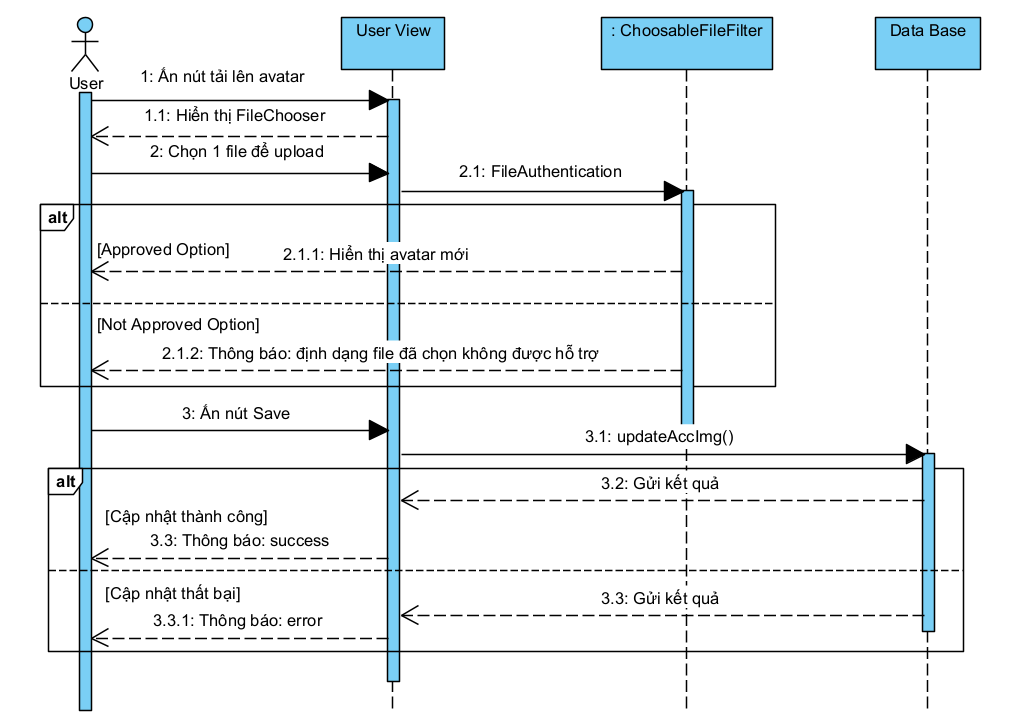 User View
: ChoosableFileFilter
Data Base
User
1: Ấn nút tải lên avatar
1.1: Hiển thị FileChooser
2: Chọn 1 file để upload
2.1: FileAuthentication
alt
[Approved Option]
2.1.1: Hiển thị avatar mới
[Not Approved Option]
2.1.2: Thông báo: định dạng file đã chọn không được hỗ trợ
3: Ấn nút Save
3.1: updateAccImg()
alt
3.2: Gửi kết quả
[Cập nhật thành công]
3.3: Thông báo: success
[Cập nhật thất bại]
3.3: Gửi kết quả
3.3.1: Thông báo: error